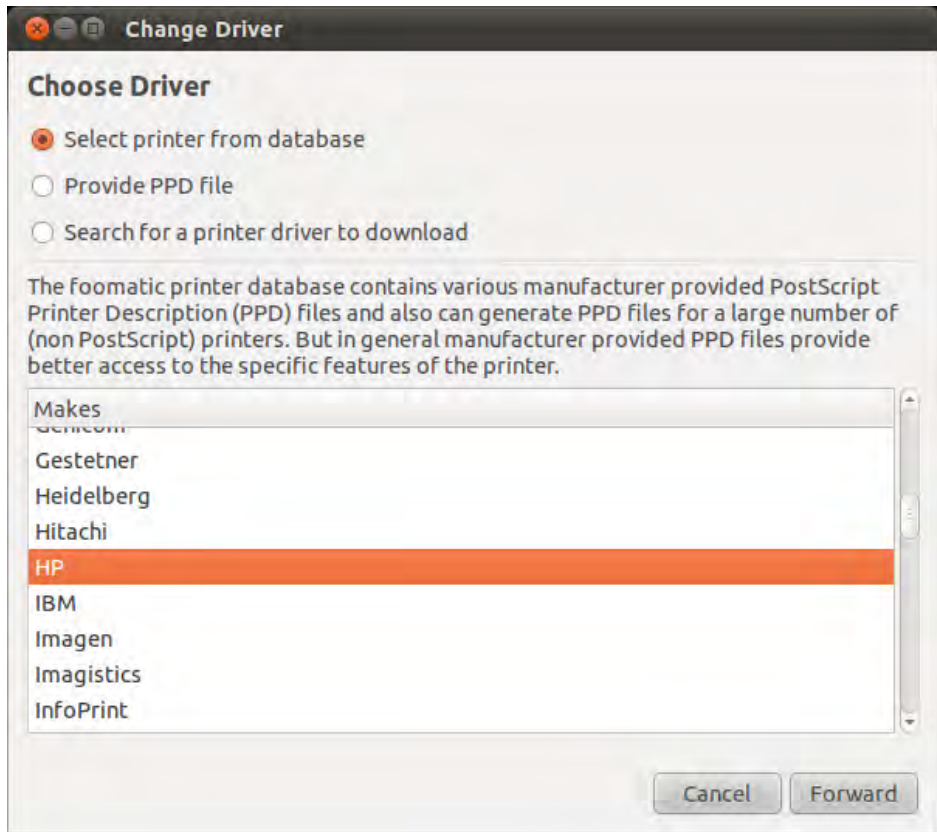 Change Driver
Choose Driver
Select printer from database
Provide PPD file
Search for a printer driver to download
The foomatic printer database contains various manufacturer provided PostScript
Printer Description (PPD) files and also can generate PPD files for a large number of
(non PostScript) printers. But in general manufacturer provided PPD files provide
better access to the specific features of the printer.
Makes
Gestetner
Heidelberg
Hitachi
HP
IBM
Imagen
Imagistics
InfoPrint
Cancel Forward